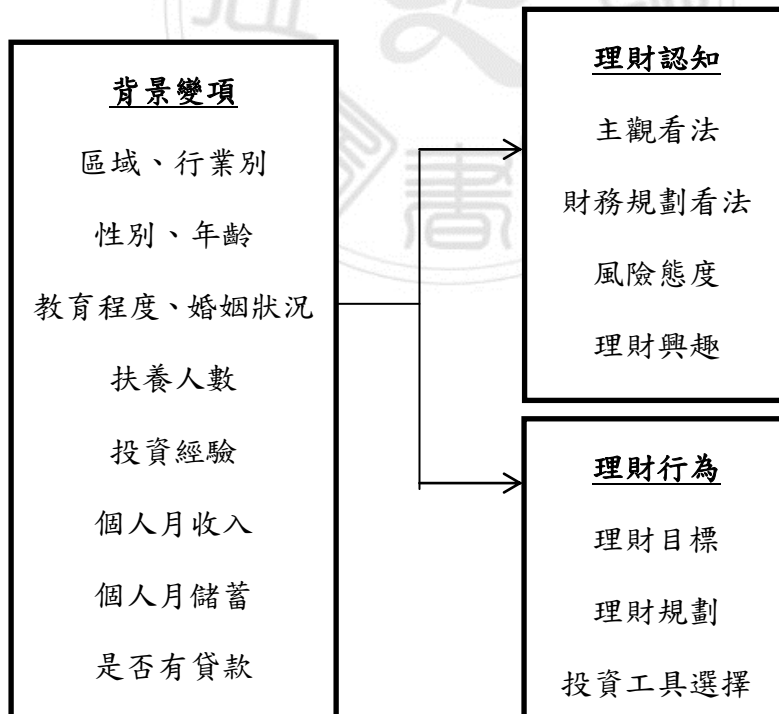 背景變項
區域、行業別
性別、年齡
教育程度、婚姻狀況
扶養人數
投資經驗
個人月收入
個人月儲蓄
是否有貸款
理財認知
主觀看法
財務規劃看法
風險態度
理財興趣
理財行為
理財目標
理財規劃
投資工具選擇
書